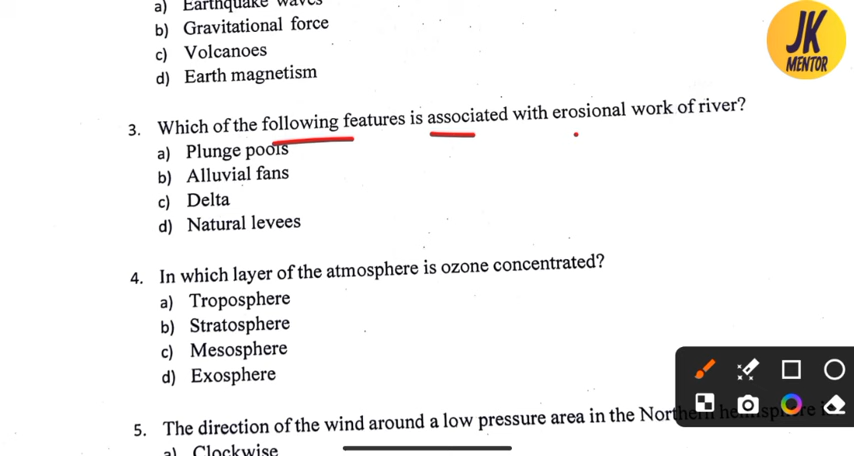 a) Earthquake waves
b) Gravitational force
c) Volcanoes
d) Earth magnetism
JK
MENTOR
3. Which of the following features is associated with erosional work of river?
a) Plunge pools
b) Alluvial fans
c) Delta
d) Natural levees
4. In which layer of the atmosphere is ozone concentrated?
a) Troposphere
b) Stratosphere
c) Mesosphere
d) Exosphere
5. The direction of the wind around a low pressure area in the Northern hemisphere
a) Clockwise